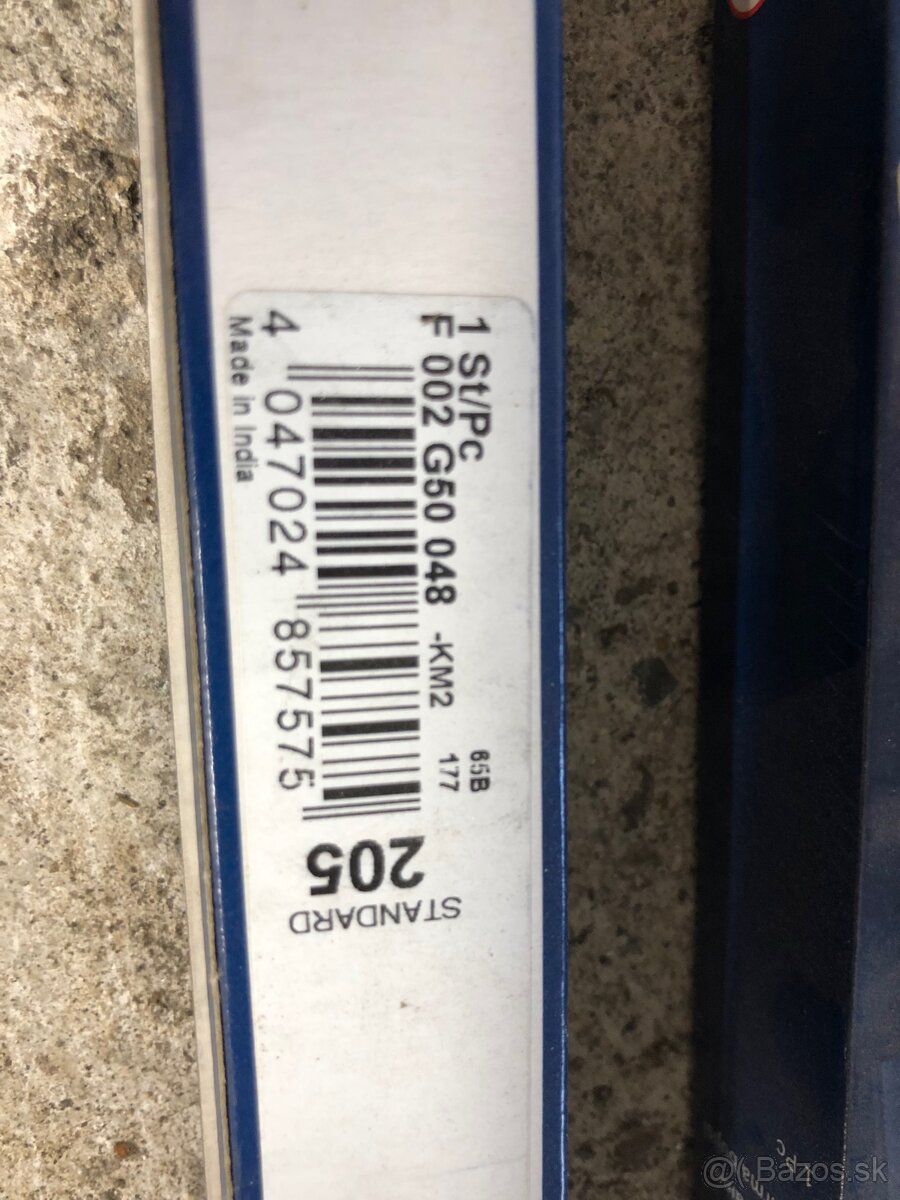 1 St/Pc
65B
F 002 G50 048 -KM2
177
4 047024 857575
Made in India
STANDARD
205
@ Bazos.sk